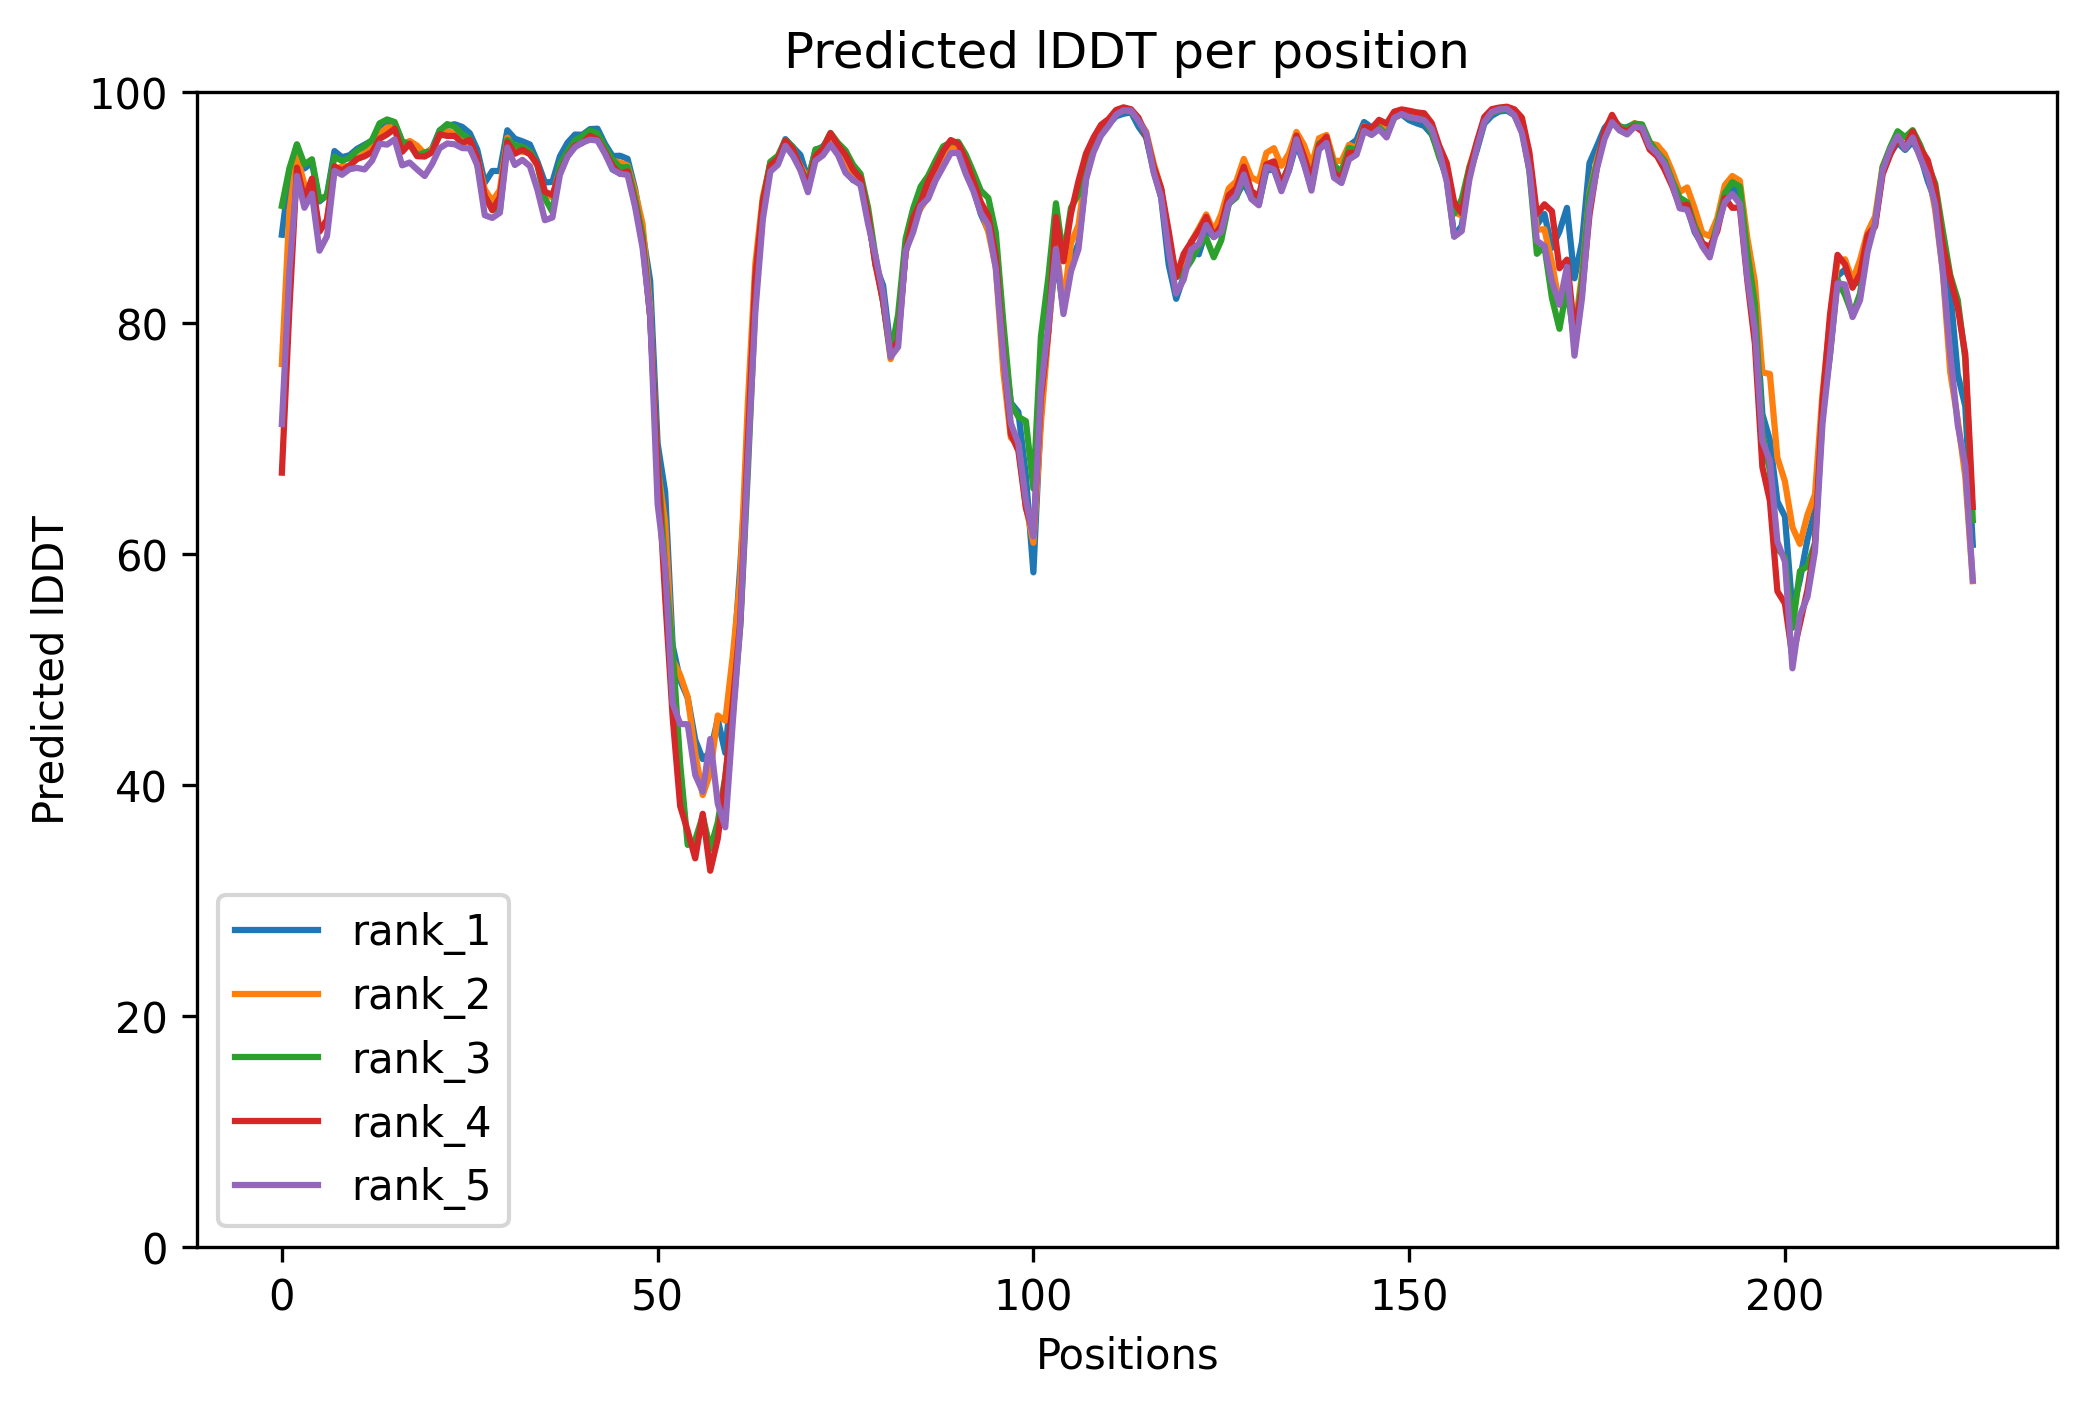 Predicted lDDT per position
100
80
60
40
20
0
Predicted lDDT
rank_1
rank_2
rank_3
rank_4
rank_5
0 50 100 150 200
Positions